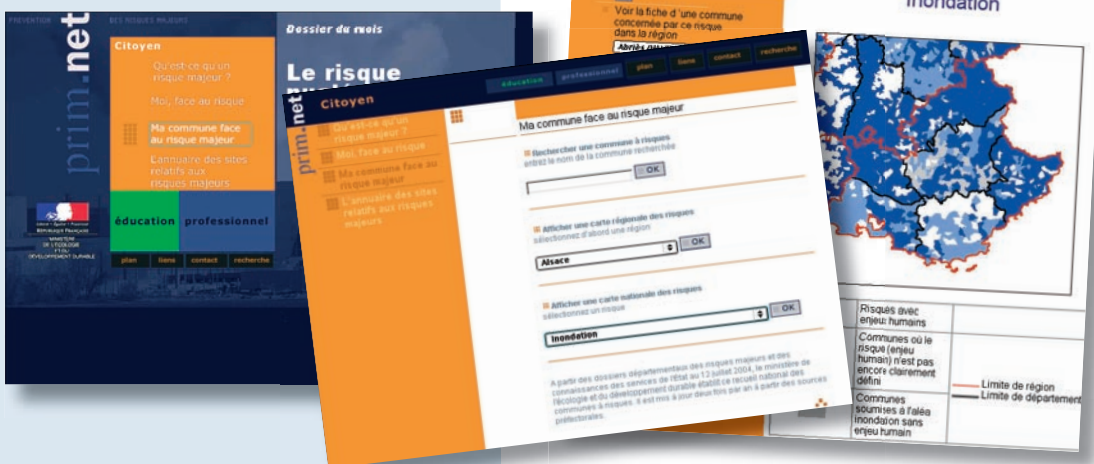 PRÉVENTION
DES RISQUES MAJEURS
prim.net
Citoyen
Qu'est-ce qu'un
risque majeur ?
Moi, face au risque
Ma commune face
au risque majeur
L'annuaire des sites
relatifs aux
risques majeurs
éducation
professionnel
plan
liens
contact
recherche
RÉPUBLIQUE FRANÇAISE
MINISTÈRE
DE L'ÉCOLOGIE
ET DU
DÉVELOPPEMENT DURABLE
Dossier du mois
Le risque
prim.net
Citoyen
éducation
professionnel
plan
liens
contact
recherche
Qu'est-ce qu'un
risque majeur ?
Moi, face au risque
Ma commune face au
risque majeur
L'annuaire des sites
relatifs aux risques
majeurs
Ma commune face au risque majeur
Rechercher une commune à risques
entrez le nom de la commune recherchée
OK
Afficher une carte régionale des risques
sélectionnez d'abord une région
Alsace
OK
Afficher une carte nationale des risques
sélectionnez un risque
Inondation
OK
A partir des dossiers départementaux des risques majeurs et des
connaissances des services de l'État au 12 juillet 2004, le ministère de
l'écologie et du développement durable établit ce recueil national des
communes à risques. Il est mis à jour deux fois par an à partir des sources
préfectorales.
Voir la fiche d'une commune
concernée par ce risque
dans la région
Inondation
Risques avec
enjeu humains
Communes où le
risque (enjeu
humain) n'est pas
encore clairement
défini
Communes
soumises à l'aléa
inondation sans
enjeu humain
Limite de région
Limite de département